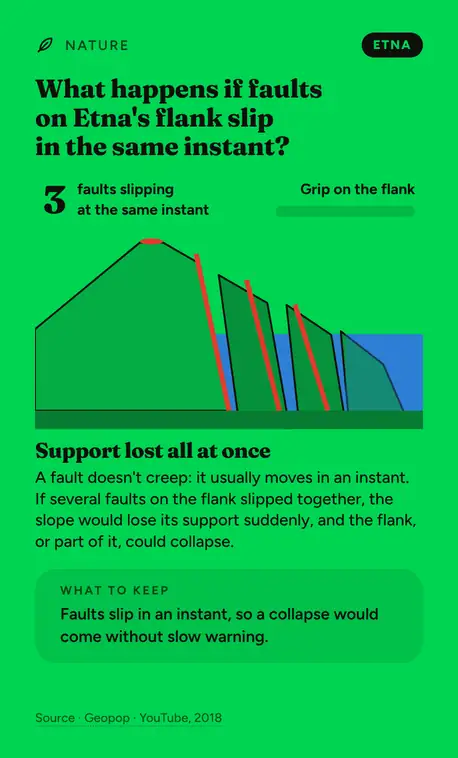 NATURE
ETNA
What happens if faults
on Etna's flank slip
in the same instant?
3
faults slipping
at the same instant
Grip on the flank
Support lost all at once
A fault doesn't creep: it usually moves in an instant.
If several faults on the flank slipped together, the
slope would lose its support suddenly, and the flank,
or part of it, could collapse.
WHAT TO KEEP
Faults slip in an instant, so a collapse would
come without slow warning.
Source · Geopop · YouTube, 2018